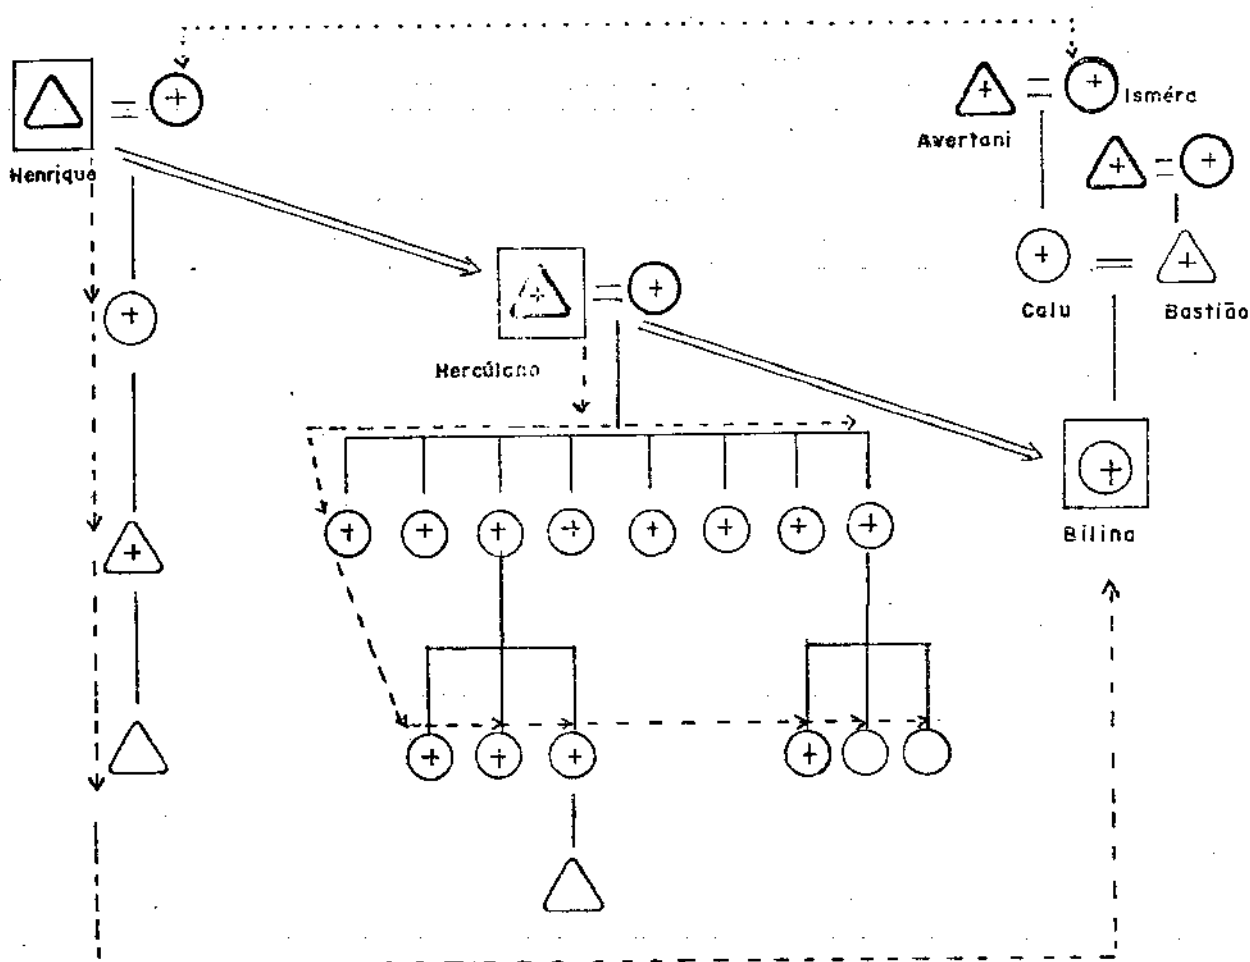 Isméra
Avertani
Henrique
Calu
Bastião
Hercúlano
Bilina